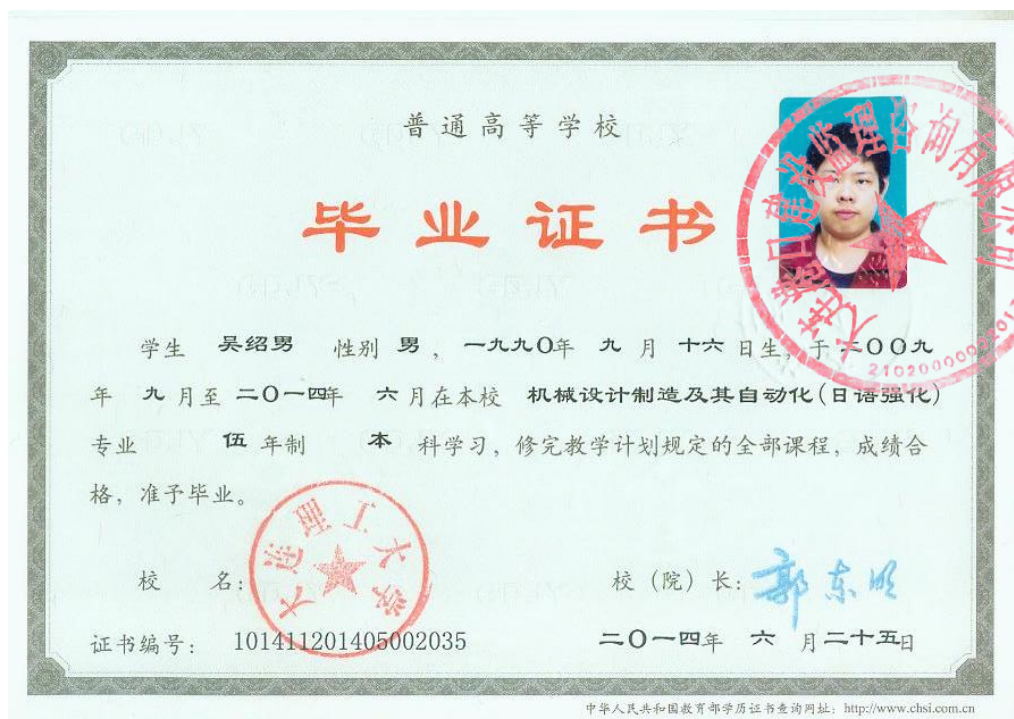 普通高等学校
毕业证书
学生 吴绍男 性别 男，一九九〇年 九 月 十六 日生，于二〇〇九
年 九 月至 二〇一四年 六 月在本校 机械设计制造及其自动化(日语强化)
专业 伍 年制 本 科学习，修完教学计划规定的全部课程，成绩合
格，准予毕业。
大连理工大学
校 名：
校（院）长：郭东明
证书编号：101411201405002035
二〇一四年 六 月二十五日
中华人民共和国教育部学历证书查询网址：http://www.chsi.com.cn